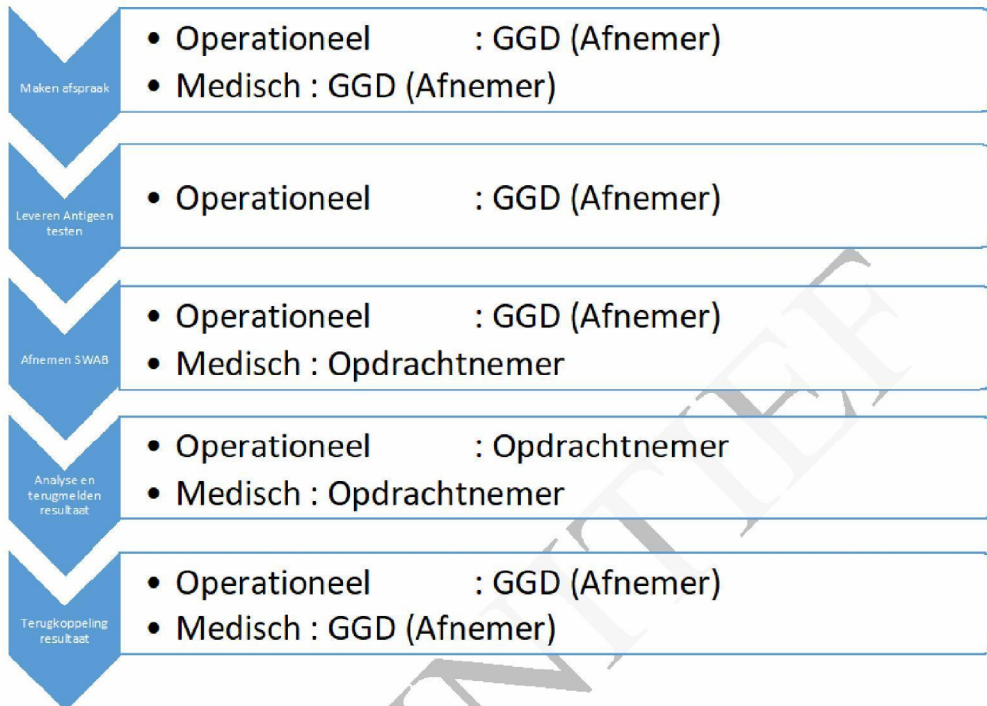 Maken afspraak
• Operationeel : GGD (Afnemer)
• Medisch : GGD (Afnemer)
Leveren Antigeen
testen
• Operationeel : GGD (Afnemer)
Afnemen SWAB
• Operationeel : GGD (Afnemer)
• Medisch : Opdrachtnemer
Analyse en
terugmelden
resultaat
• Operationeel : Opdrachtnemer
• Medisch : Opdrachtnemer
Terugkoppeling
resultaat
• Operationeel : GGD (Afnemer)
• Medisch : GGD (Afnemer)